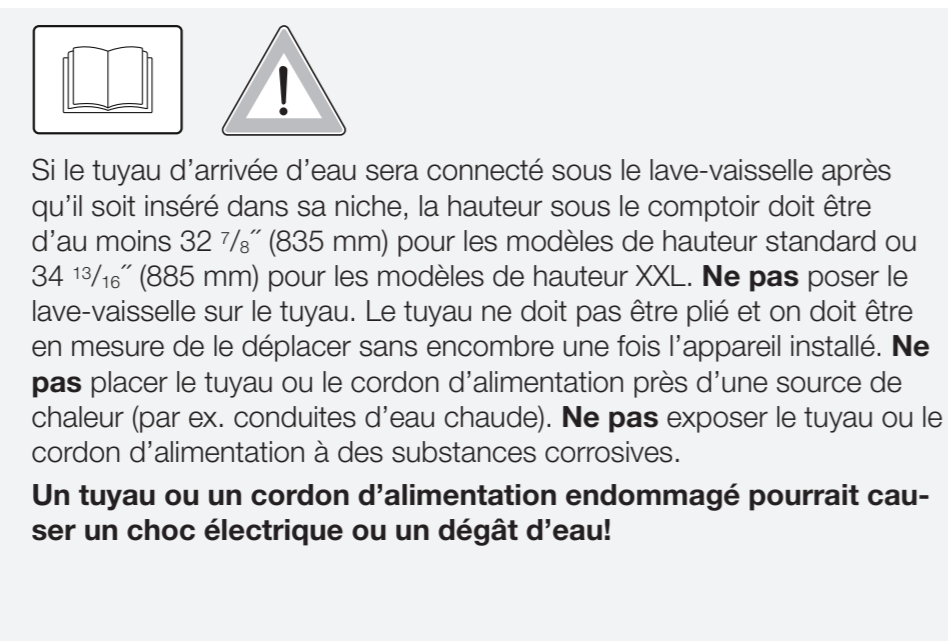 Si le tuyau d’arrivée d’eau sera connecté sous le lave-vaisselle après
qu’il soit inséré dans sa niche, la hauteur sous le comptoir doit être
d’au moins 32 7/8˝ (835 mm) pour les modèles de hauteur standard ou
34 13/16˝ (885 mm) pour les modèles de hauteur XXL. Ne pas poser le
lave-vaisselle sur le tuyau. Le tuyau ne doit pas être plié et on doit être
en mesure de le déplacer sans encombre une fois l’appareil installé. Ne
pas placer le tuyau ou le cordon d’alimentation près d’une source de
chaleur (par ex. conduites d’eau chaude). Ne pas exposer le tuyau ou le
cordon d’alimentation à des substances corrosives.
Un tuyau ou un cordon d’alimentation endommagé pourrait cau-
ser un choc électrique ou un dégât d’eau!